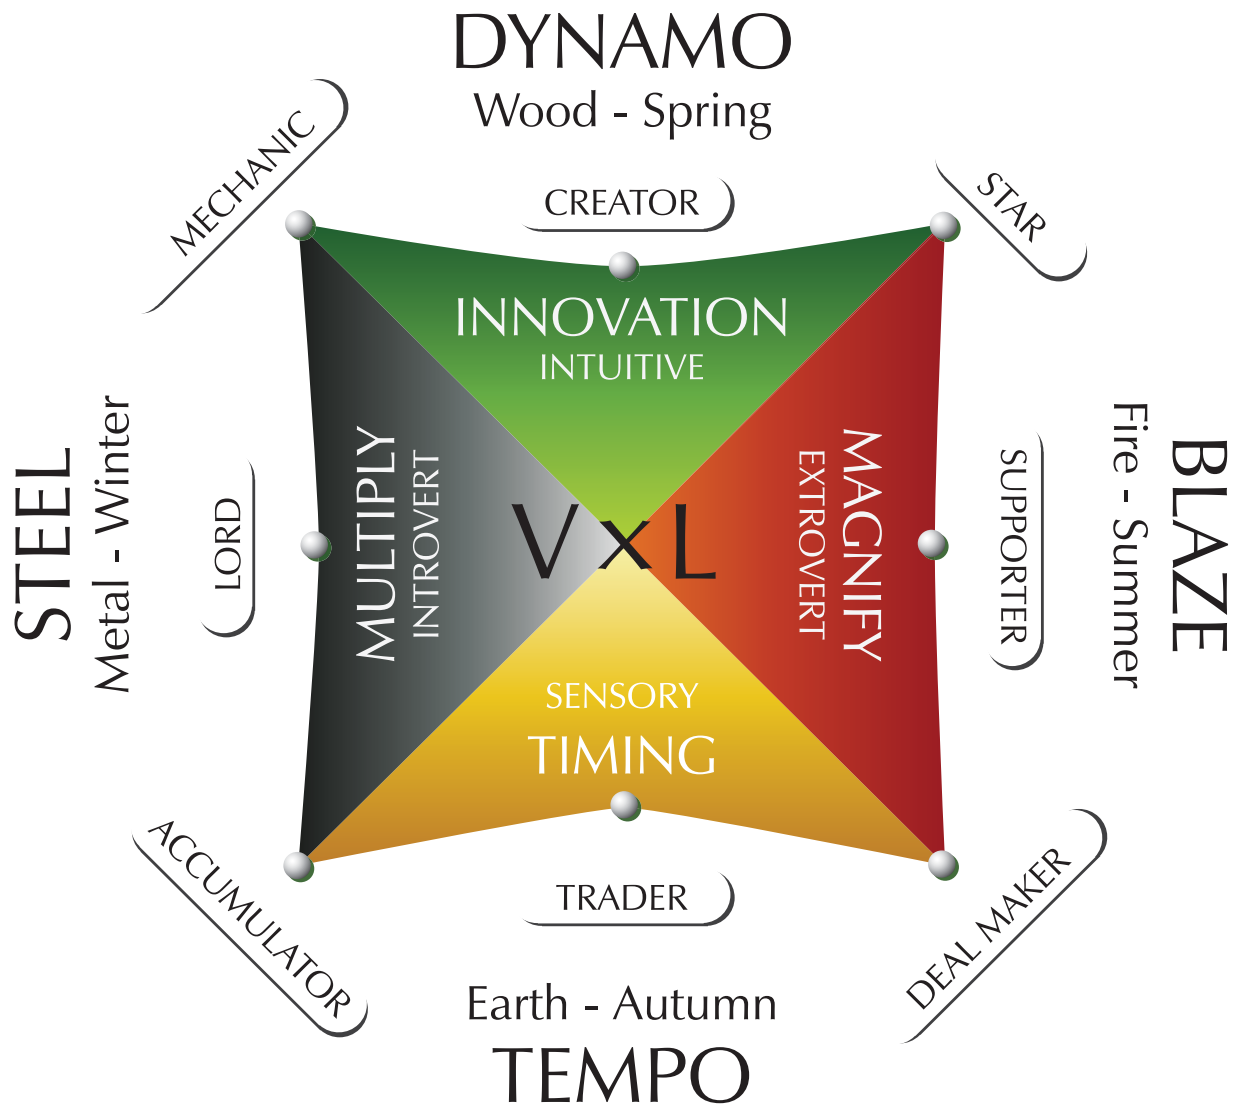 DYNAMO
Wood - Spring
MECHANIC
CREATOR
STAR
INNOVATION
INTUITIVE
STEEL
Metal - Winter
LORD
MULTIPLY
INTROVERT
V x L
MAGNIFY
EXTROVERT
SUPPORTER
Fire - Summer
BLAZE
SENSORY
TIMING
ACCUMULATOR
TRADER
DEAL MAKER
Earth - Autumn
TEMPO